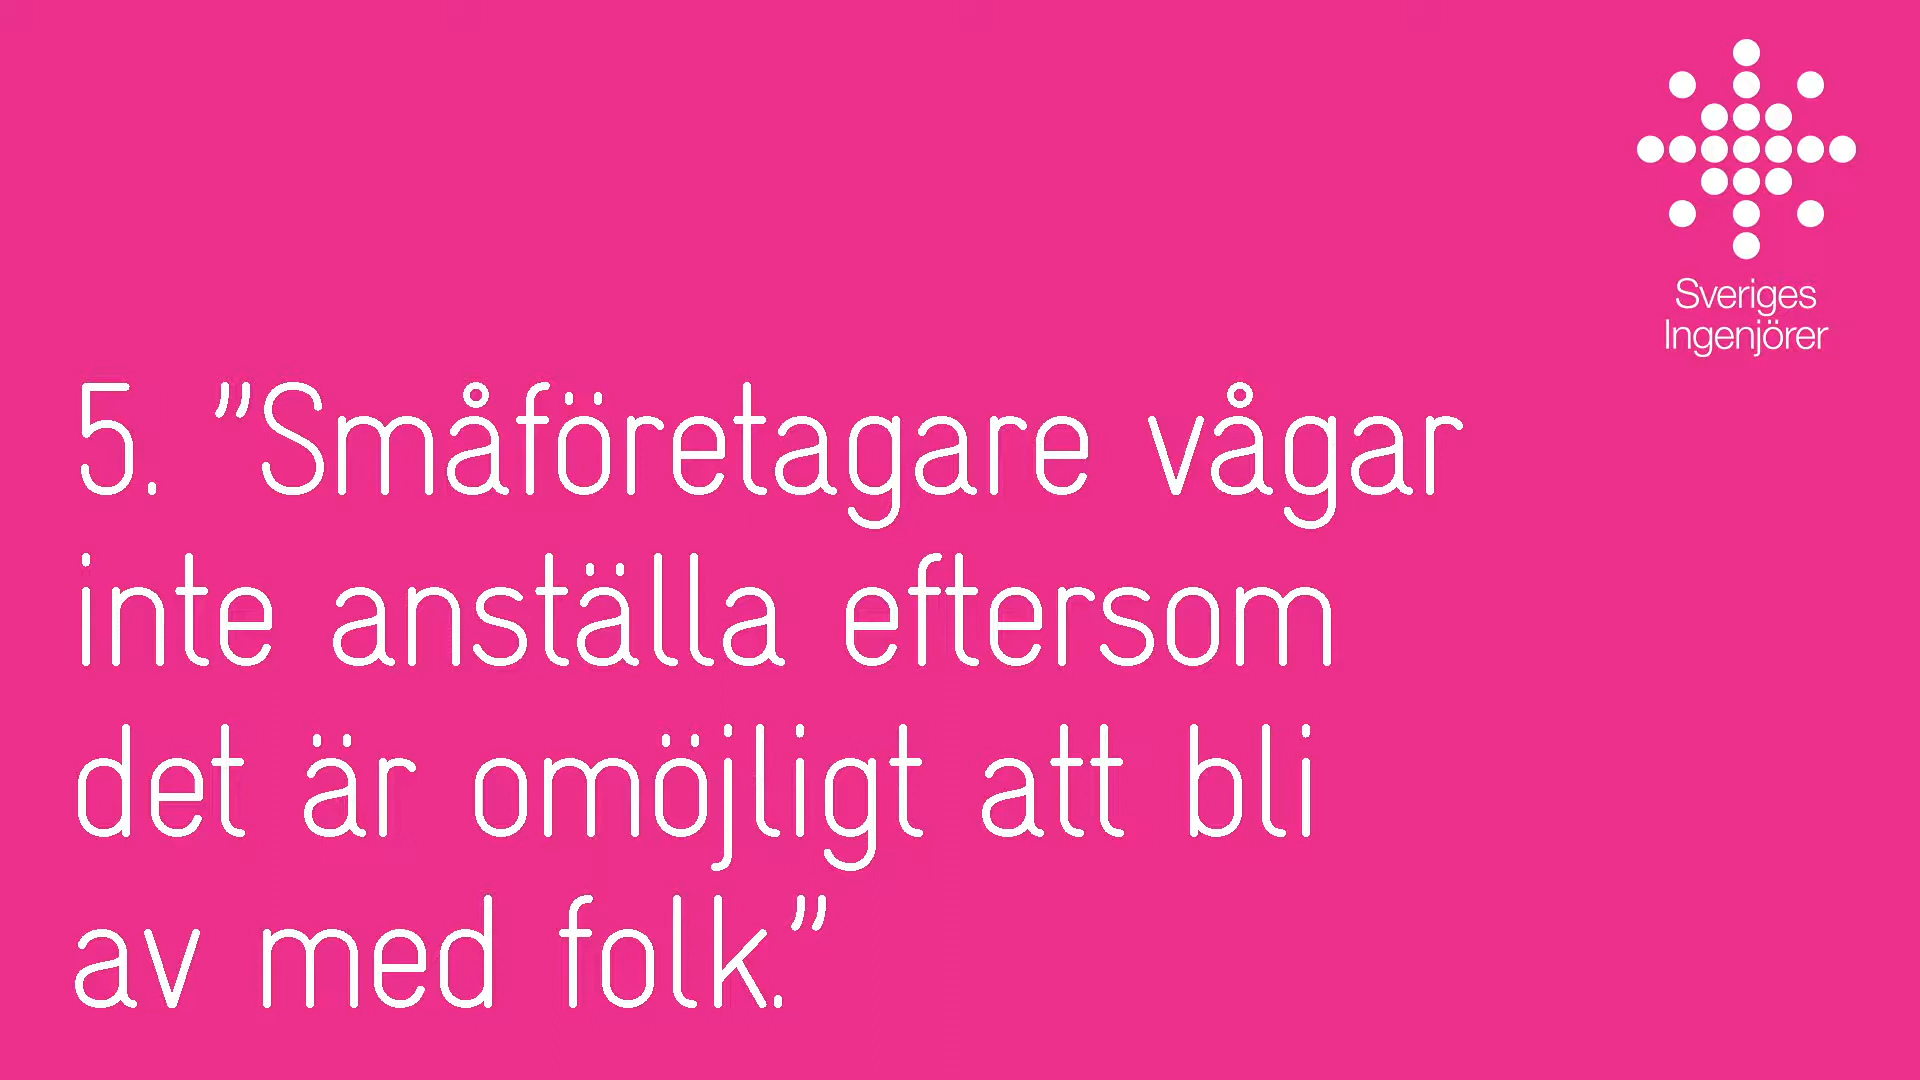 Sveriges
Ingenjörer
5. ”Småföretagare vågar
inte anställa eftersom
det är omöjligt att bli
av med folk.”